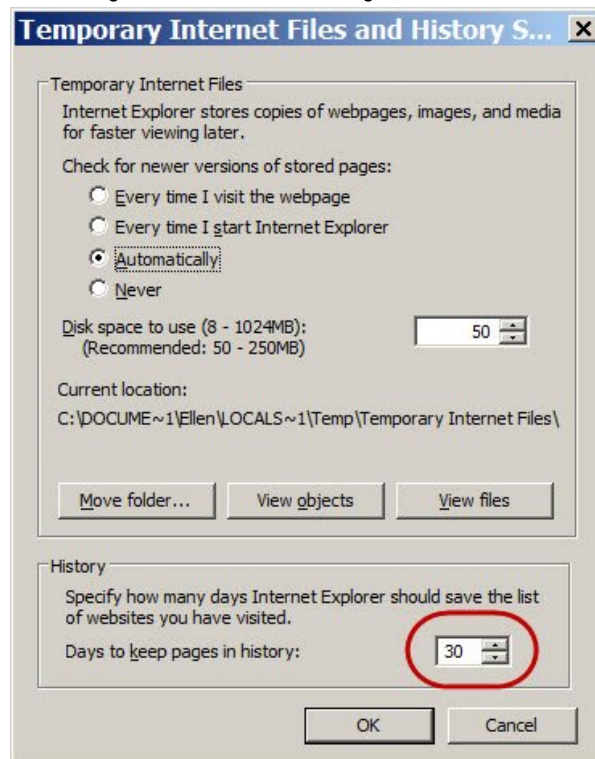 Temporary Internet Files and History S...
Temporary Internet Files
Internet Explorer stores copies of webpages, images, and media
for faster viewing later.
Check for newer versions of stored pages:
Every time I visit the webpage
Every time I start Internet Explorer
Automatically
Never
Disk space to use (8 - 1024MB): 50
(Recommended: 50 - 250MB)
Current location:
C:\DOCUME~1\Ellen\LOCALS~1\Temp\Temporary Internet Files\
Move folder... View objects View files
History
Specify how many days Internet Explorer should save the list
of websites you have visited.
Days to keep pages in history: 30
OK Cancel